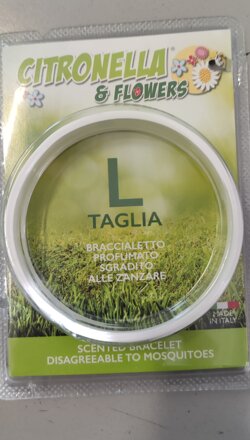 CITRONELLA®
& FLOWERS
L
TAGLIA
BRACCIALETTO
PROFUMATO
SGRADITO
ALLE ZANZARE
MADE
IN ITALY
SCENTED BRACELET
DISAGREEABLE TO MOSQUITOES